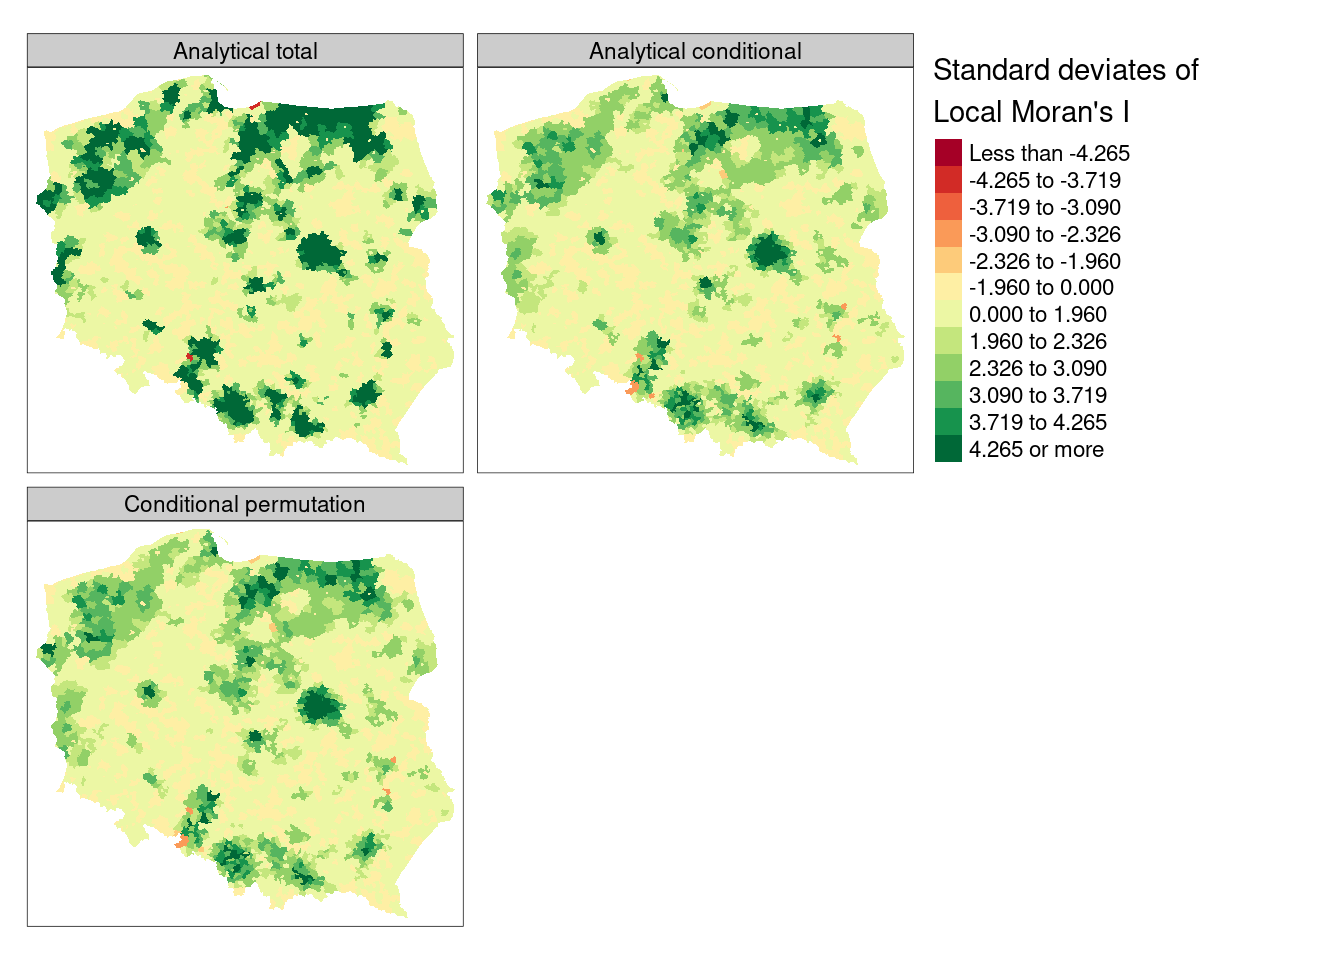 Analytical total
Analytical conditional
Standard deviates of
Local Moran's I
Less than -4.265
-4.265 to -3.719
-3.719 to -3.090
-3.090 to -2.326
-2.326 to -1.960
-1.960 to 0.000
0.000 to 1.960
1.960 to 2.326
2.326 to 3.090
3.090 to 3.719
3.719 to 4.265
4.265 or more
Conditional permutation